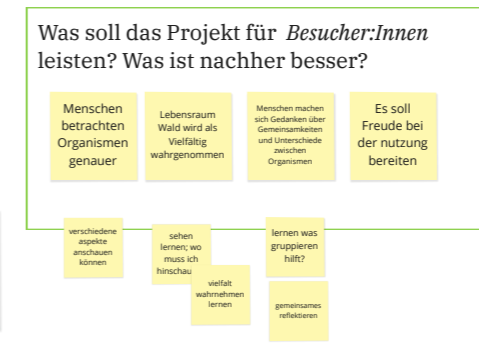 Was soll das Projekt für Besucher:Innen
leisten? Was ist nachher besser?
Menschen
betrachten
Organismen
genauer
Lebensraum
Wald wird als
Vielfältig
wahrgenommen
Menschen machen
sich Gedanken über
Gemeinsamkeiten
und Unterschiede
zwischen
Organismen
Es soll
Freude bei
der nutzung
bereiten
verschiedene
aspekte
anschauen
können
sehen
lernen; wo
muss ich
hinschau
vielfalt
wahrnehmen
lernen
lernen was
gruppieren
hilft?
gemeinsames
reflektieren